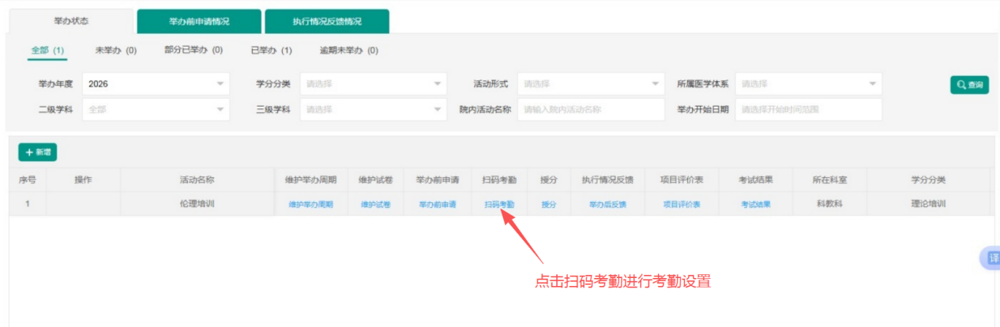 举办状态 举办前申请情况 执行情况反馈情况
全部 (1) 未举办 (0) 部分已举办 (0) 已举办 (1) 逾期未举办 (0)
举办年度 2026 学分分类 请选择 活动形式 请选择 所属医学体系 请选择 查询
二级学科 全部 三级学科 请选择 院内活动名称 请输入院内活动名称 举办开始日期 请选择开始时间范围
+ 新增
序号 操作 活动名称 维护举办周期 维护试卷 举办前申请 扫码考勤 授分 执行情况反馈 项目评价表 考试结果 所在科室 学分分类
1 伦理培训 维护举办周期 维护试卷 举办前申请 扫码考勤 授分 举办后反馈 项目评价表 考试结果 科教科 理论培训
译
点击扫码考勤进行考勤设置